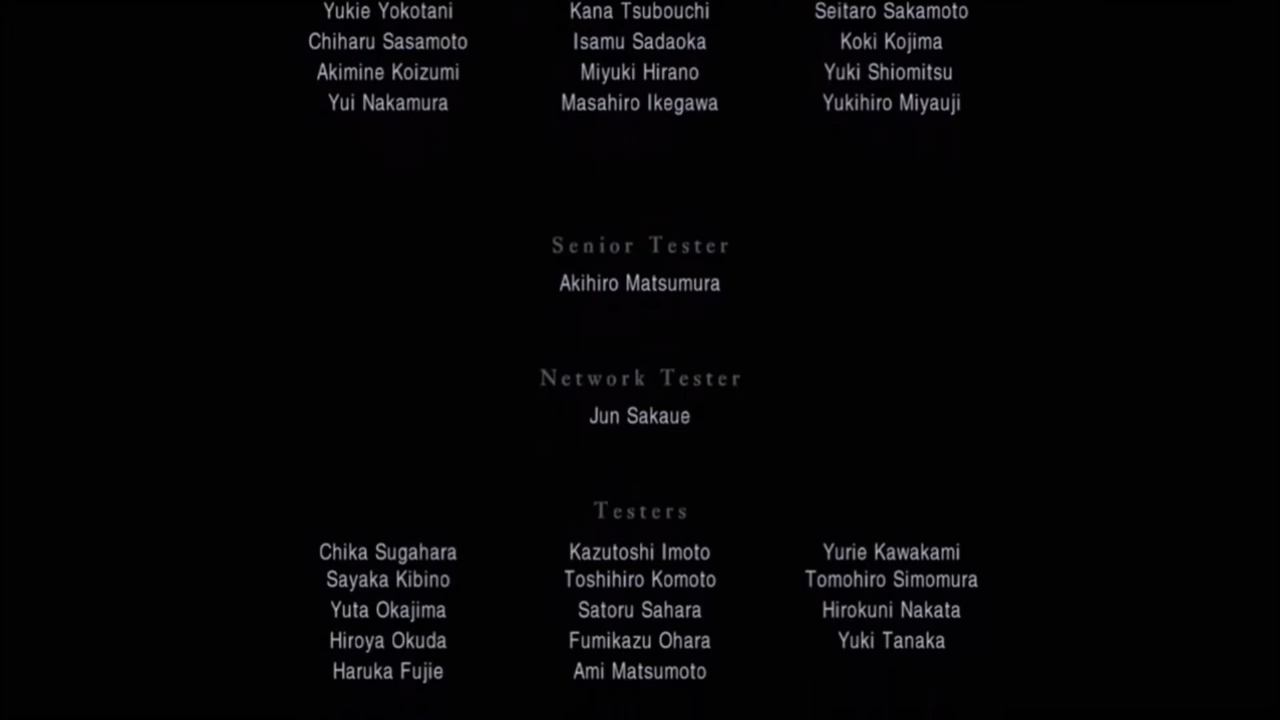 Yukie Yokotani Kana Tsubouchi Seitaro Sakamoto
Chiharu Sasamoto Isamu Sadaoka Koki Kojima
Akimine Koizumi Miyuki Hirano Yuki Shiomitsu
Yui Nakamura Masahiro Ikegawa Yukihiro Miyauji
Senior Tester
Akihiro Matsumura
Network Tester
Jun Sakaue
Testers
Chika Sugahara Kazutoshi Imoto Yurie Kawakami
Sayaka Kibino Toshihiro Komoto Tomohiro Simomura
Yuta Okajima Satoru Sahara Hirokuni Nakata
Hiroya Okuda Fumikazu Ohara Yuki Tanaka
Haruka Fujie Ami Matsumoto